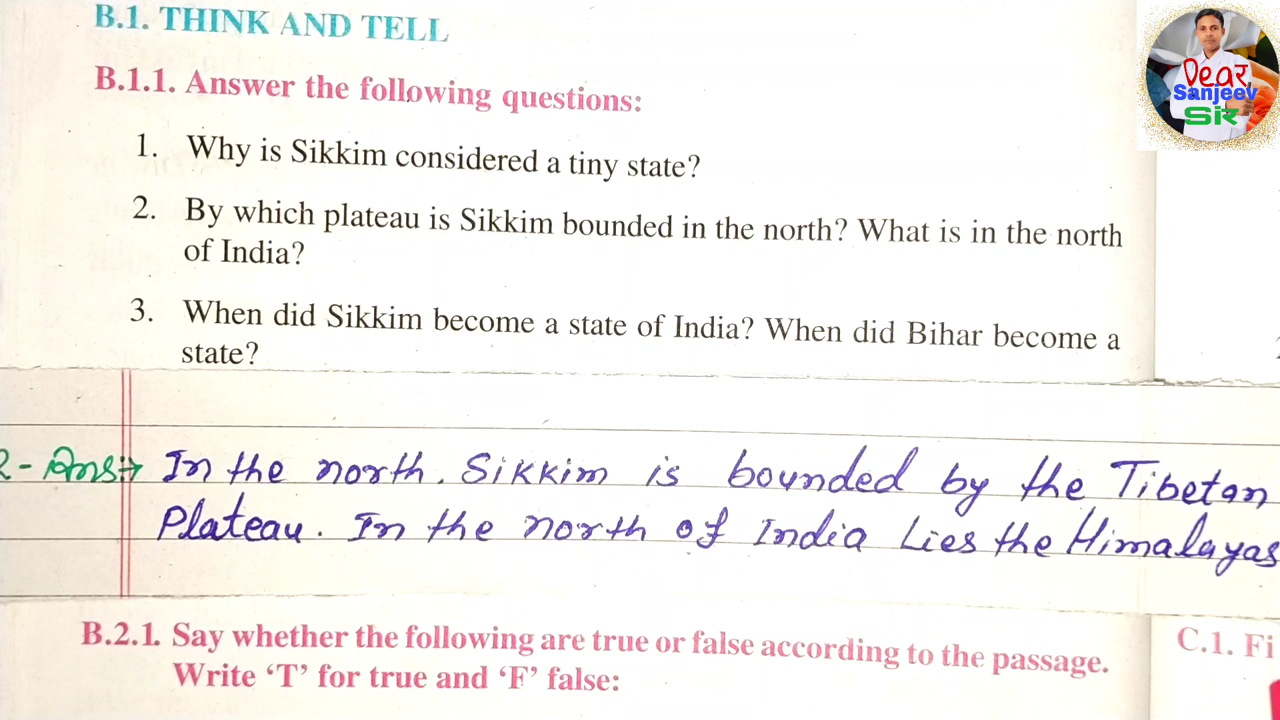 B.1. THINK AND TELL
Dear
Sanjeev
Sir
B.1.1. Answer the following questions:
1. Why is Sikkim considered a tiny state?
2. By which plateau is Sikkim bounded in the north? What is in the north
of India?
3. When did Sikkim become a state of India? When did Bihar become a
state?
2-Ans:→ In the north. Sikkim is bounded by the Tibetan
Plateau. In the north of India Lies the Himalayas
B.2.1. Say whether the following are true or false according to the passage.
Write ‘T’ for true and ‘F’ false:
C.1. Fi